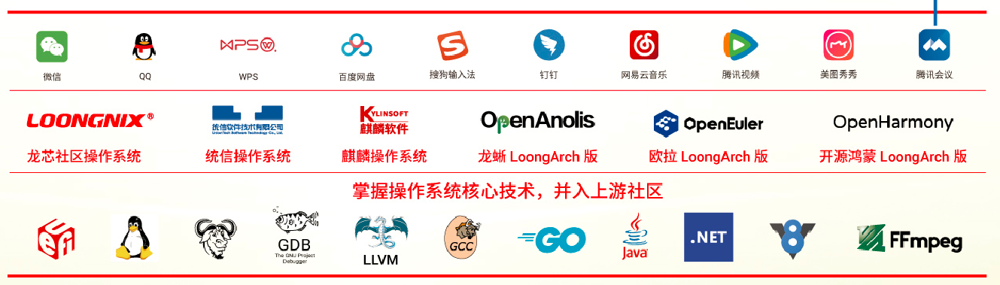 微信
QQ
WPS
WPS
百度网盘
搜狗输入法
钉钉
网易云音乐
腾讯视频
美图秀秀
腾讯会议
LOONGNIX®
统信软件技术有限公司
UnionTech Software Technology Co., Ltd.
KYLINSOFT
麒麟软件
OpenAnolis
OpenEuler
OpenHarmony
龙芯社区操作系统
统信操作系统
麒麟操作系统
龙蜥 LoongArch 版
欧拉 LoongArch 版
开源鸿蒙 LoongArch 版
掌握操作系统核心技术，并入上游社区
UEFI
GDB
The GNU Project
Debugger
LLVM
GCC
GO
Java
.NET
8
FFmpeg